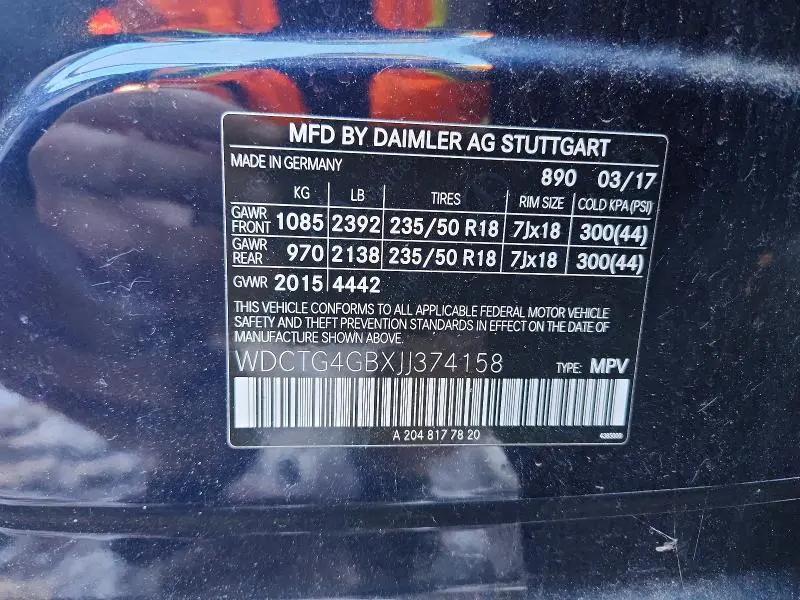 MFD BY DAIMLER AG STUTTGART
MADE IN GERMANY
890 03/17
KG LB TIRES RIM SIZE COLD KPA(PSI)
GAWR FRONT 1085 2392 235/50 R18 7Jx18 300(44)
GAWR REAR 970 2138 235/50 R18 7Jx18 300(44)
GVWR 2015 4442
THIS VEHICLE CONFORMS TO ALL APPLICABLE FEDERAL MOTOR VEHICLE
SAFETY AND THEFT PREVENTION STANDARDS IN EFFECT ON THE DATE OF
MANUFACTURE SHOWN ABOVE.
WDCTG4GBXJJ374158 TYPE: MPV
A 204 817 78 20